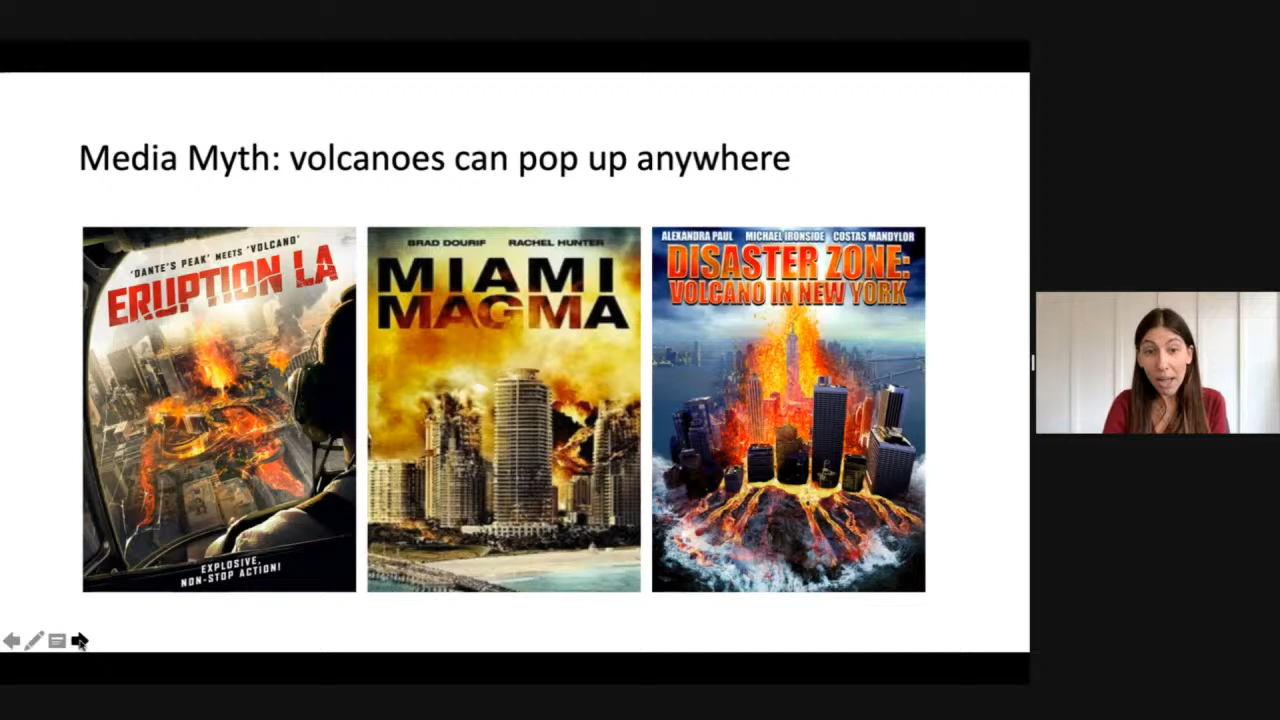 Media Myth: volcanoes can pop up anywhere
'DANTE'S PEAK' MEETS 'VOLCANO'
ERUPTION LA
EXPLOSIVE,
NON-STOP ACTION!
BRAD DOURIF RACHEL HUNTER
MIAMI
MAGMA
ALEXANDRA PAUL MICHAEL IRONSIDE COSTAS MANDYLOR
DISASTER ZONE:
VOLCANO IN NEW YORK